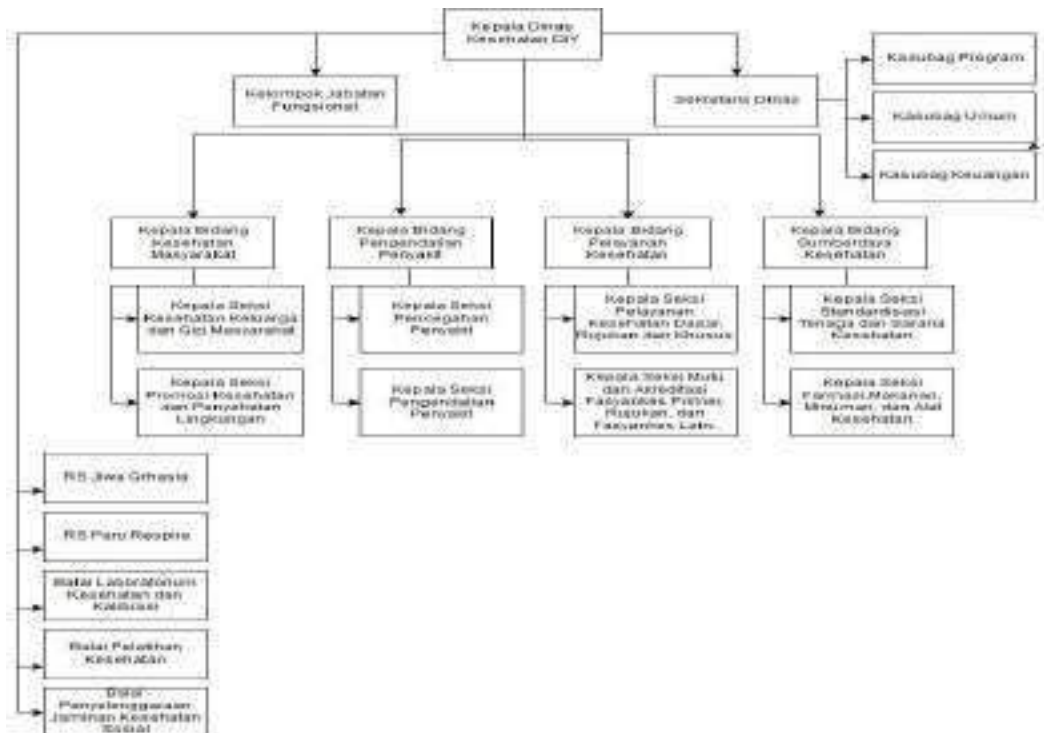 Kepala Dinas
Kesehatan DIY
Kelompok Jabatan
Fungsional
Sekretaris Dinas
Kasubag Program
Kasubag Umum
Kasubag Keuangan
Kepala Bidang
Kesehatan
Masyarakat
Kepala Bidang
Pengendalian
Penyakit
Kepala Bidang
Pelayanan
Kesehatan
Kepala Bidang
Sumberdaya
Kesehatan
Kepala Seksi
Kesehatan Keluarga
dan Gizi Masyarakat
Kepala Seksi
Pencegahan
Penyakit
Kepala Seksi
Pelayanan
Kesehatan Dasar,
Rujukan dan Khusus
Kepala Seksi
Standardisasi
Tenaga dan Sarana
Kesehatan
Kepala Seksi
Promosi Kesehatan
dan Penyehatan
Lingkungan
Kepala Seksi
Pengendalian
Penyakit
Kepala Seksi Mutu
dan Akreditasi
Fasyankes Primer,
Rujukan, dan
Fasyankes Lain
Kepala Seksi
Farmasi, Makanan,
Minuman, dan Alat
Kesehatan
RS Jiwa Grhasia
RS Paru Respira
Balai Laboratorium
Kesehatan dan
Kalibrasi
Balai Pelatihan
Kesehatan
Balai
Penyelenggaraan
Jaminan Kesehatan
Sosial